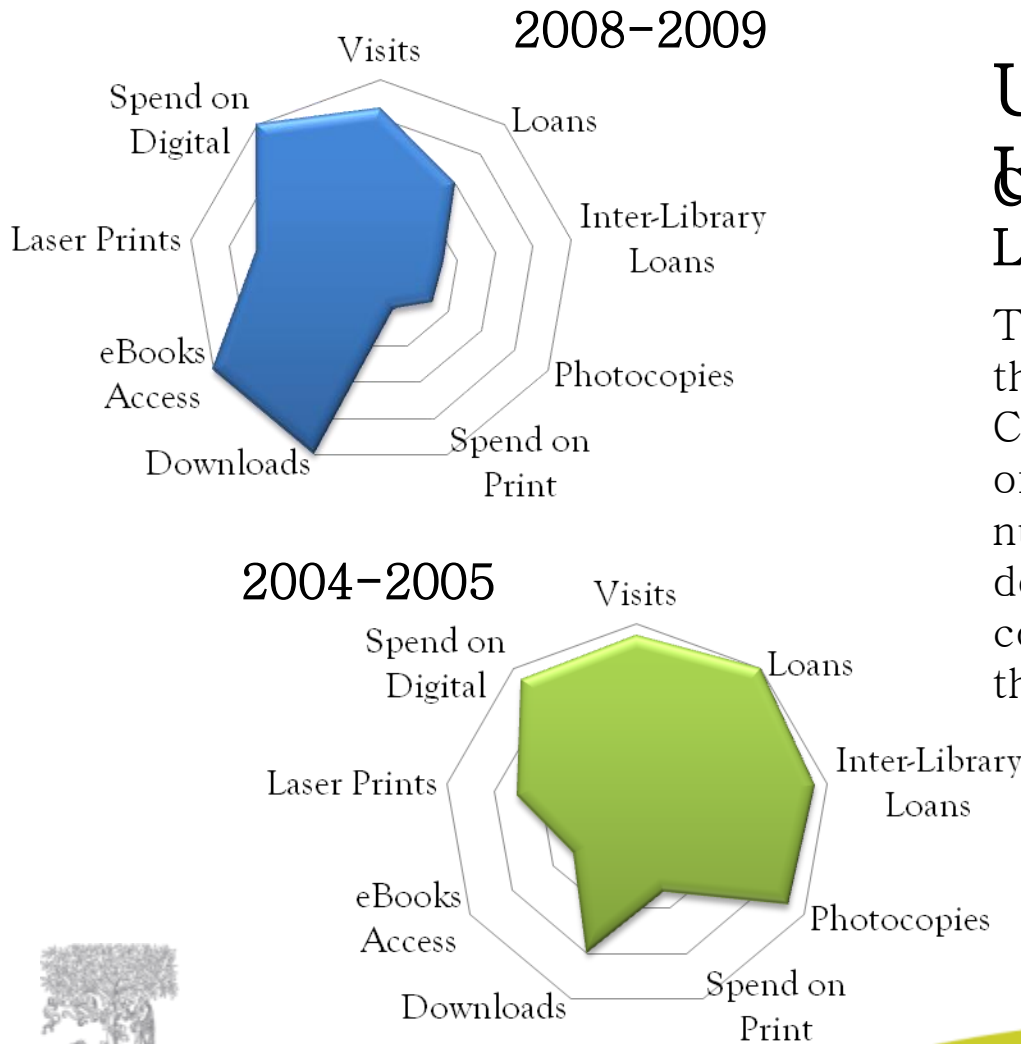 2008-2009
Visits
Spend on
Digital
Loans
Inter-Library
Loans
Laser Prints
eBooks
Access
Photocopies
Downloads
Spend on
Print
2004-2005
Visits
Spend on
Digital
Loans
Inter-Library
Loans
Laser Prints
eBooks
Access
Photocopies
Downloads
Spend on
Print